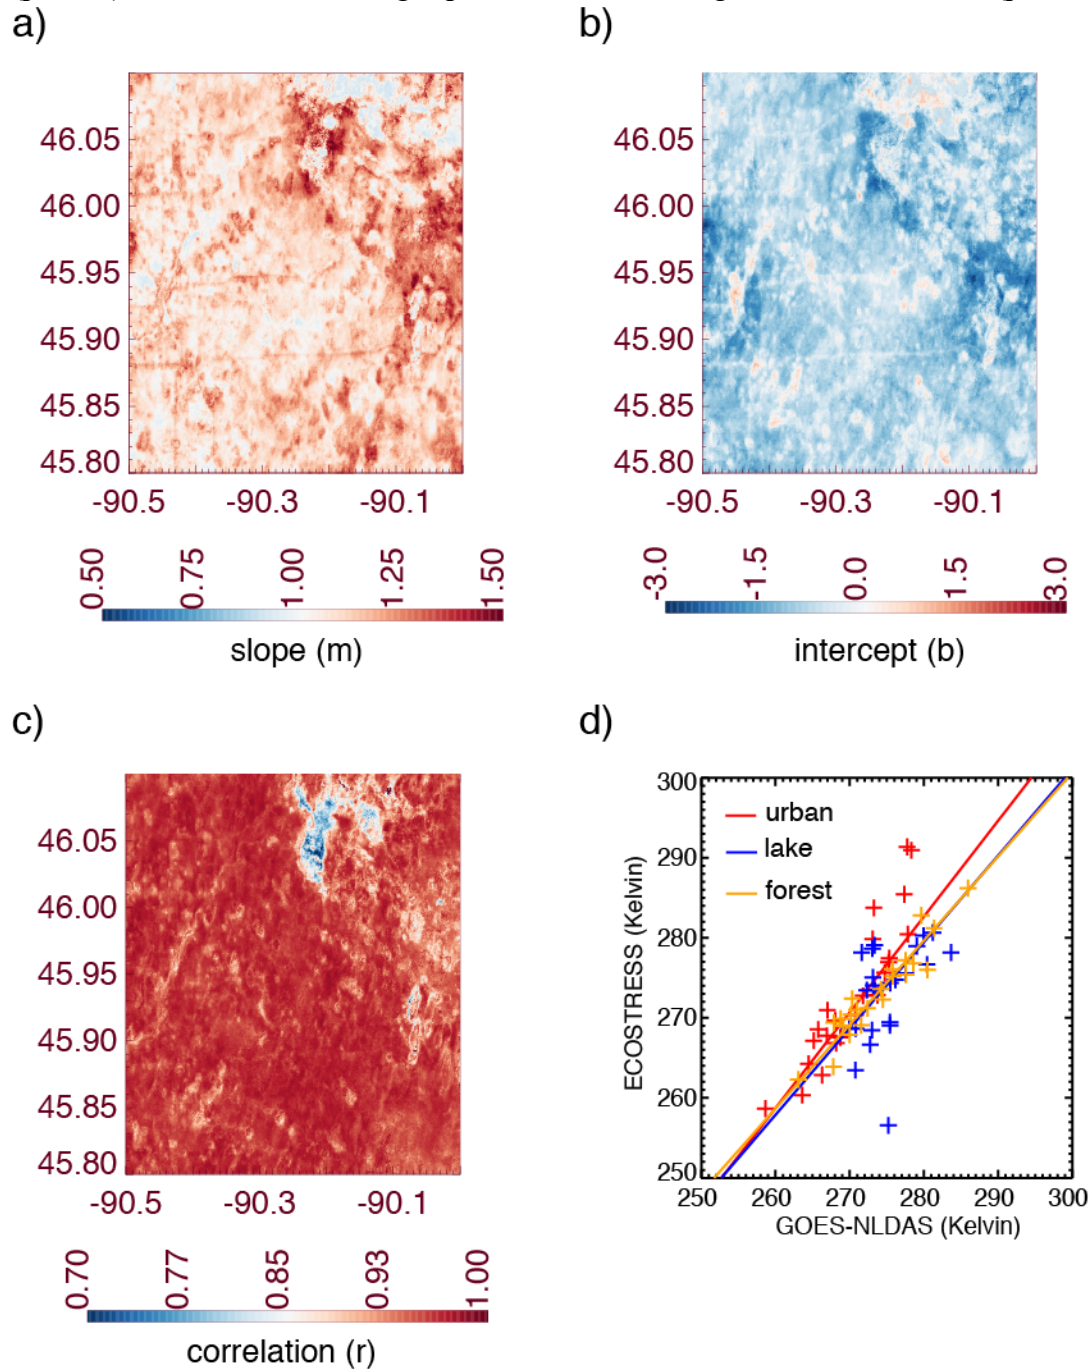 a)
46.05
46.00
45.95
45.90
45.85
45.80
-90.5 -90.3 -90.1
0.50 0.75 1.00 1.25 1.50
slope (m)
b)
46.05
46.00
45.95
45.90
45.85
45.80
-90.5 -90.3 -90.1
-3.0 -1.5 0.0 1.5 3.0
intercept (b)
c)
46.05
46.00
45.95
45.90
45.85
45.80
-90.5 -90.3 -90.1
0.70 0.77 0.85 0.93 1.00
correlation (r)
d)
300
290
280
270
260
250
ECOSTRESS (Kelvin)
urban
lake
forest
250 260 270 280 290 300
GOES-NLDAS (Kelvin)